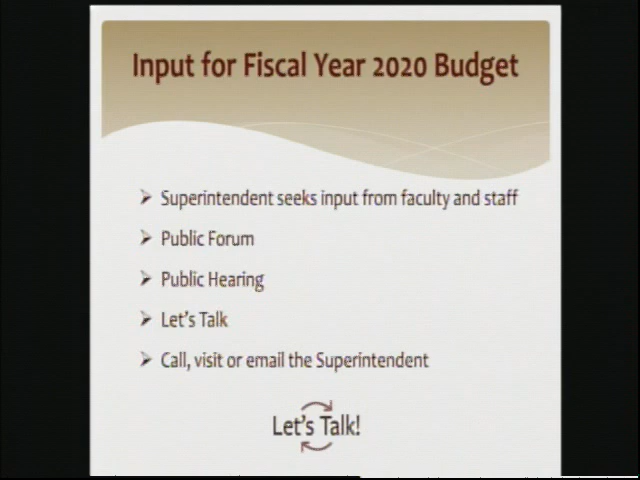 Input for Fiscal Year 2020 Budget
Superintendent seeks input from faculty and staff
Public Forum
Public Hearing
Let's Talk
Call, visit or email the Superintendent
Let's Talk!